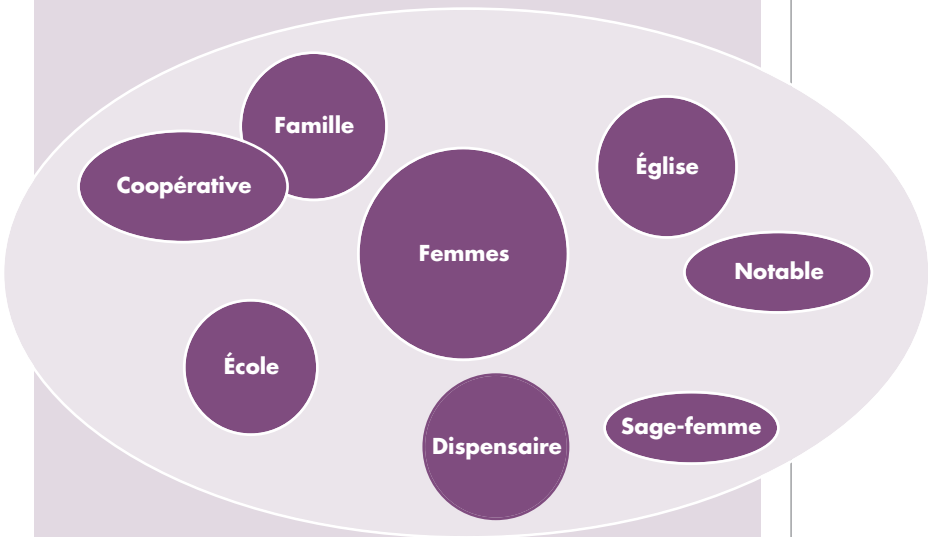 Famille
Coopérative
Église
Femmes
Notable
École
Dispensaire
Sage-femme